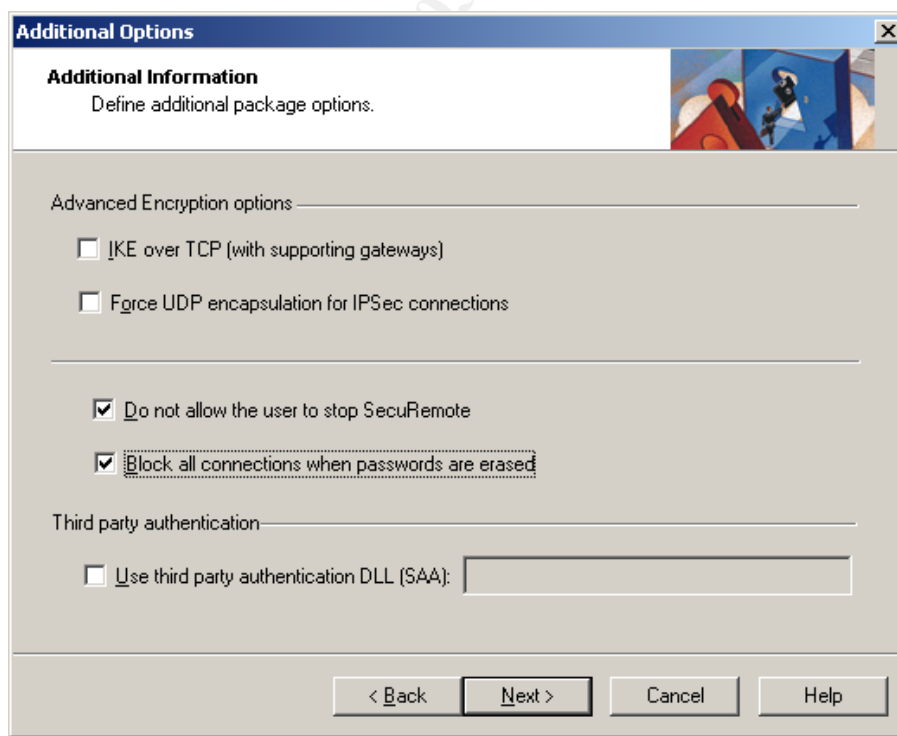 Additional Options
Additional Information
Define additional package options.
Advanced Encryption options
IKE over TCP (with supporting gateways)
Force UDP encapsulation for IPSec connections
Do not allow the user to stop SecuRemote
Block all connections when passwords are erased
Third party authentication
Use third party authentication DLL (SAA):
< Back Next > Cancel Help